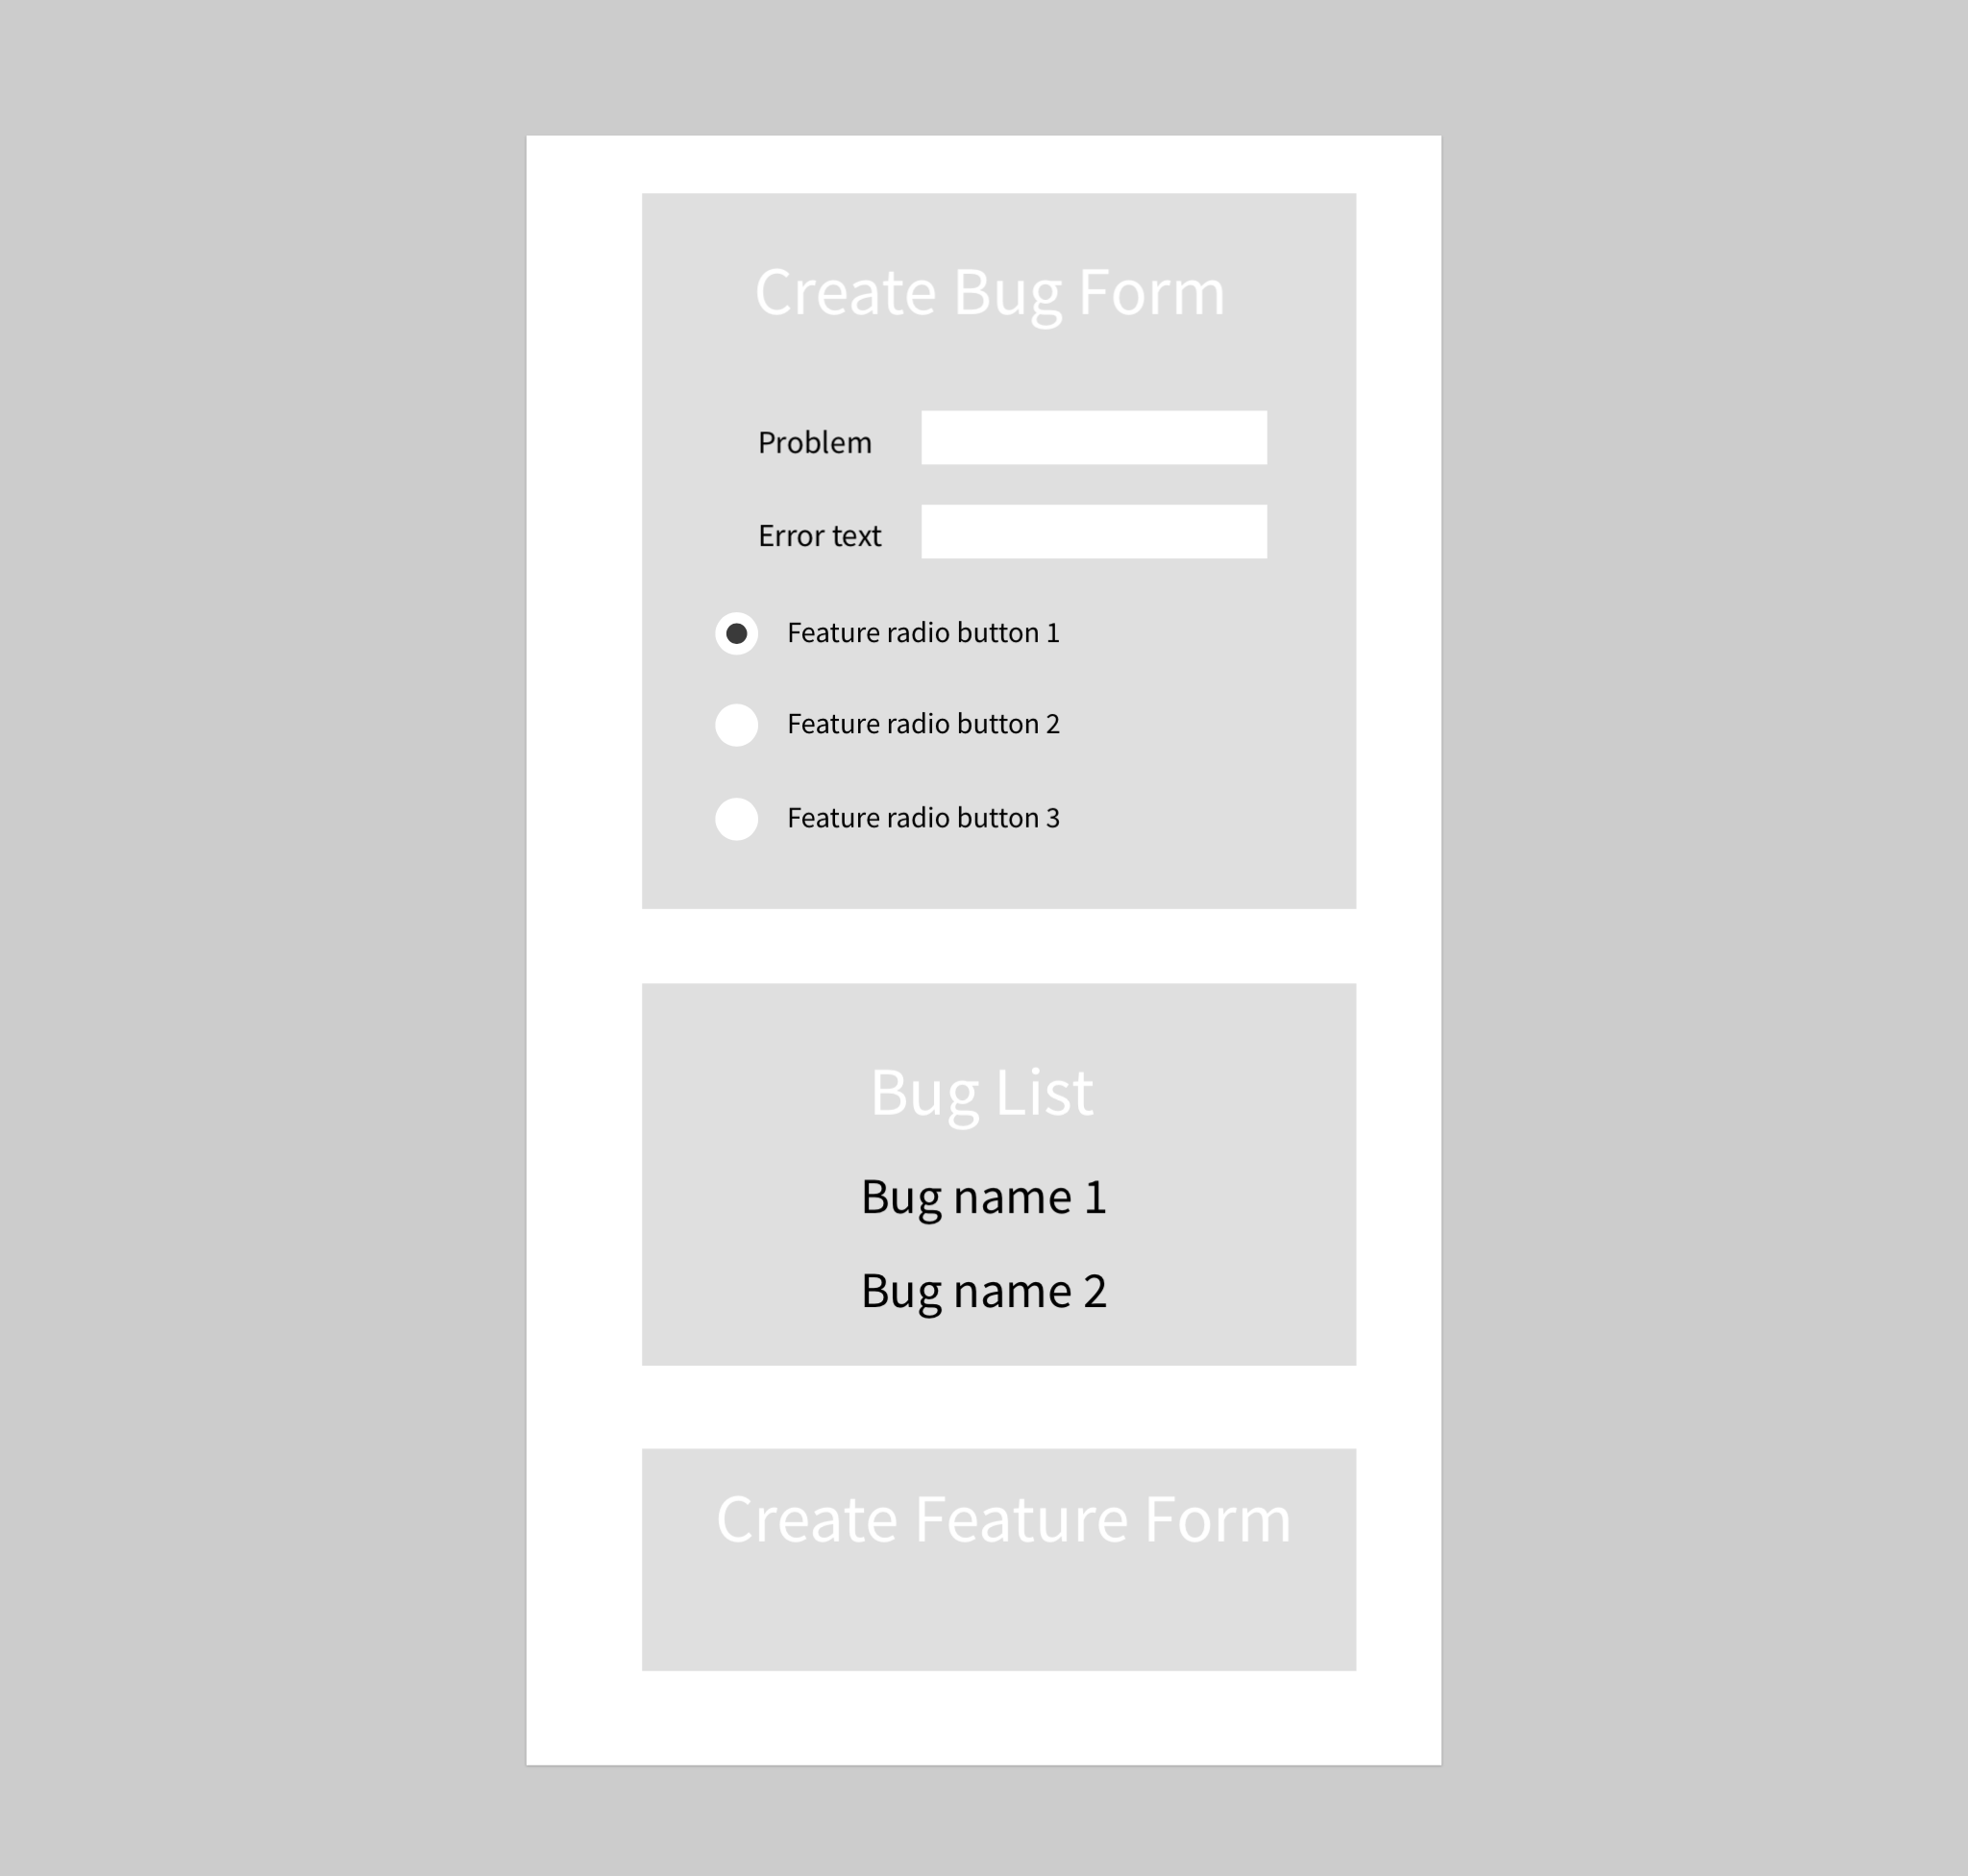 Create Bug Form
Problem
Error text
Feature radio button 1
Feature radio button 2
Feature radio button 3
Bug List
Bug name 1
Bug name 2
Create Feature Form